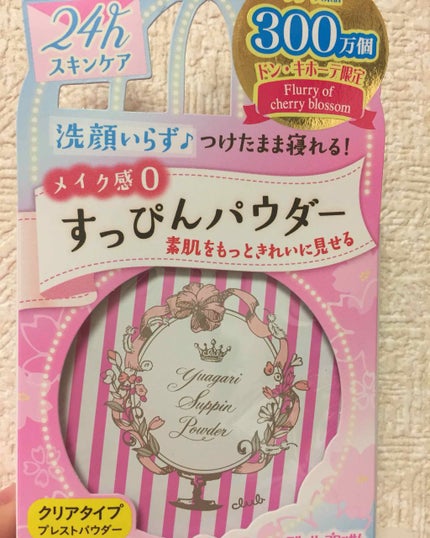 24h
スキンケア
300万個
ドン・キホーテ限定
Flurry of
cherry blossom
洗顔いらず♪つけたまま寝れる!
メイク感0
すっぴんパウダー
素肌をもっときれいに見せる
Yuagari
Suppin
Powder
club
クリアタイプ
プレストパウダー